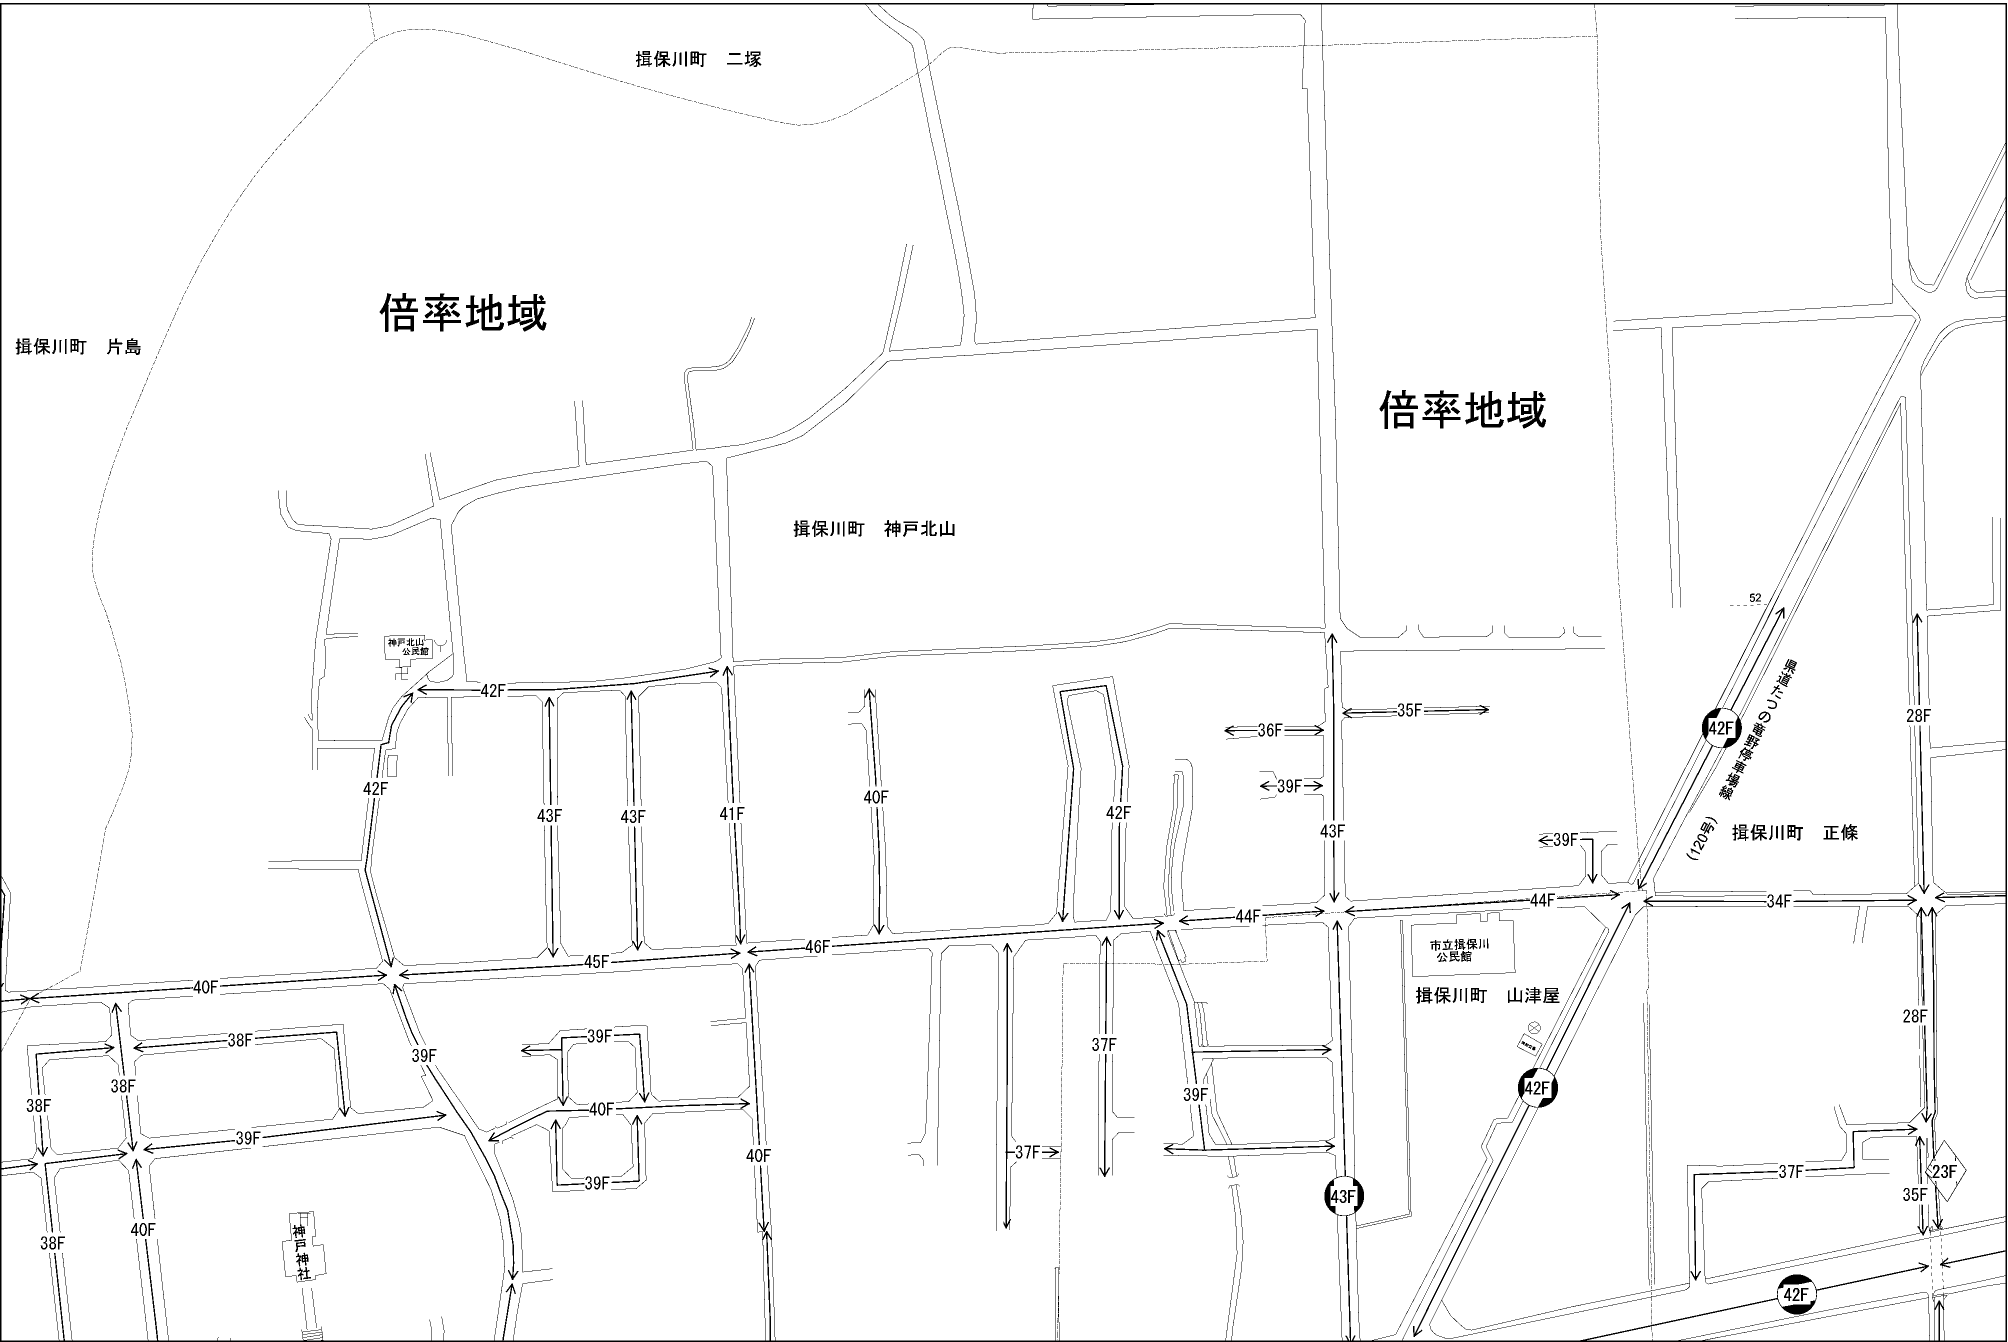 揖保川町　二塚
倍率地域
揖保川町　片島
倍率地域
揖保川町　神戸北山
52
神戸北山
公民館
県道たつの竜野停車場線
(120号)
42F
42F
28F
36F
35F
42F
39F
40F
43F
43F
41F
42F
43F
39F
揖保川町　正條
44F
44F
34F
46F
45F
40F
市立揖保川
公民館
揖保川町　山津屋
28F
38F
39F
39F
37F
38F
38F
40F
39F
42F
39F
40F
37F
39F
40F
37F
23F
35F
43F
38F
神戸神社
42F